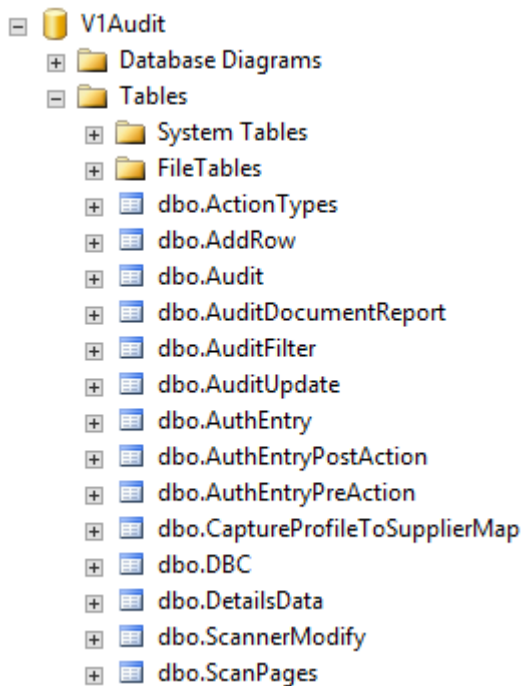 V1Audit
Database Diagrams
Tables
System Tables
FileTables
dbo.ActionTypes
dbo.AddRow
dbo.Audit
dbo.AuditDocumentReport
dbo.AuditFilter
dbo.AuditUpdate
dbo.AuthEntry
dbo.AuthEntryPostAction
dbo.AuthEntryPreAction
dbo.CaptureProfileToSupplierMap
dbo.DBC
dbo.DetailsData
dbo.ScannerModify
dbo.ScanPages